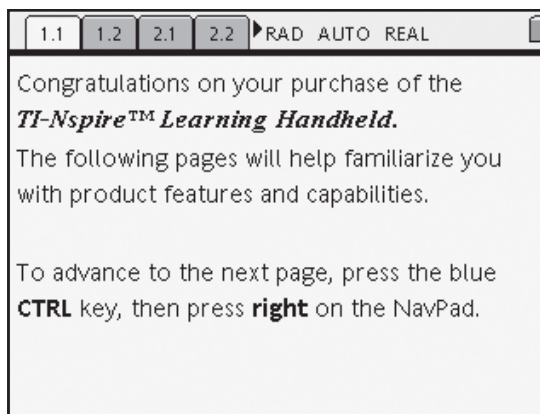 1.1 1.2 2.1 2.2 RAD AUTO REAL
Congratulations on your purchase of the
TI-Nspire™ Learning Handheld.
The following pages will help familiarize you
with product features and capabilities.
To advance to the next page, press the blue
CTRL key, then press right on the NavPad.